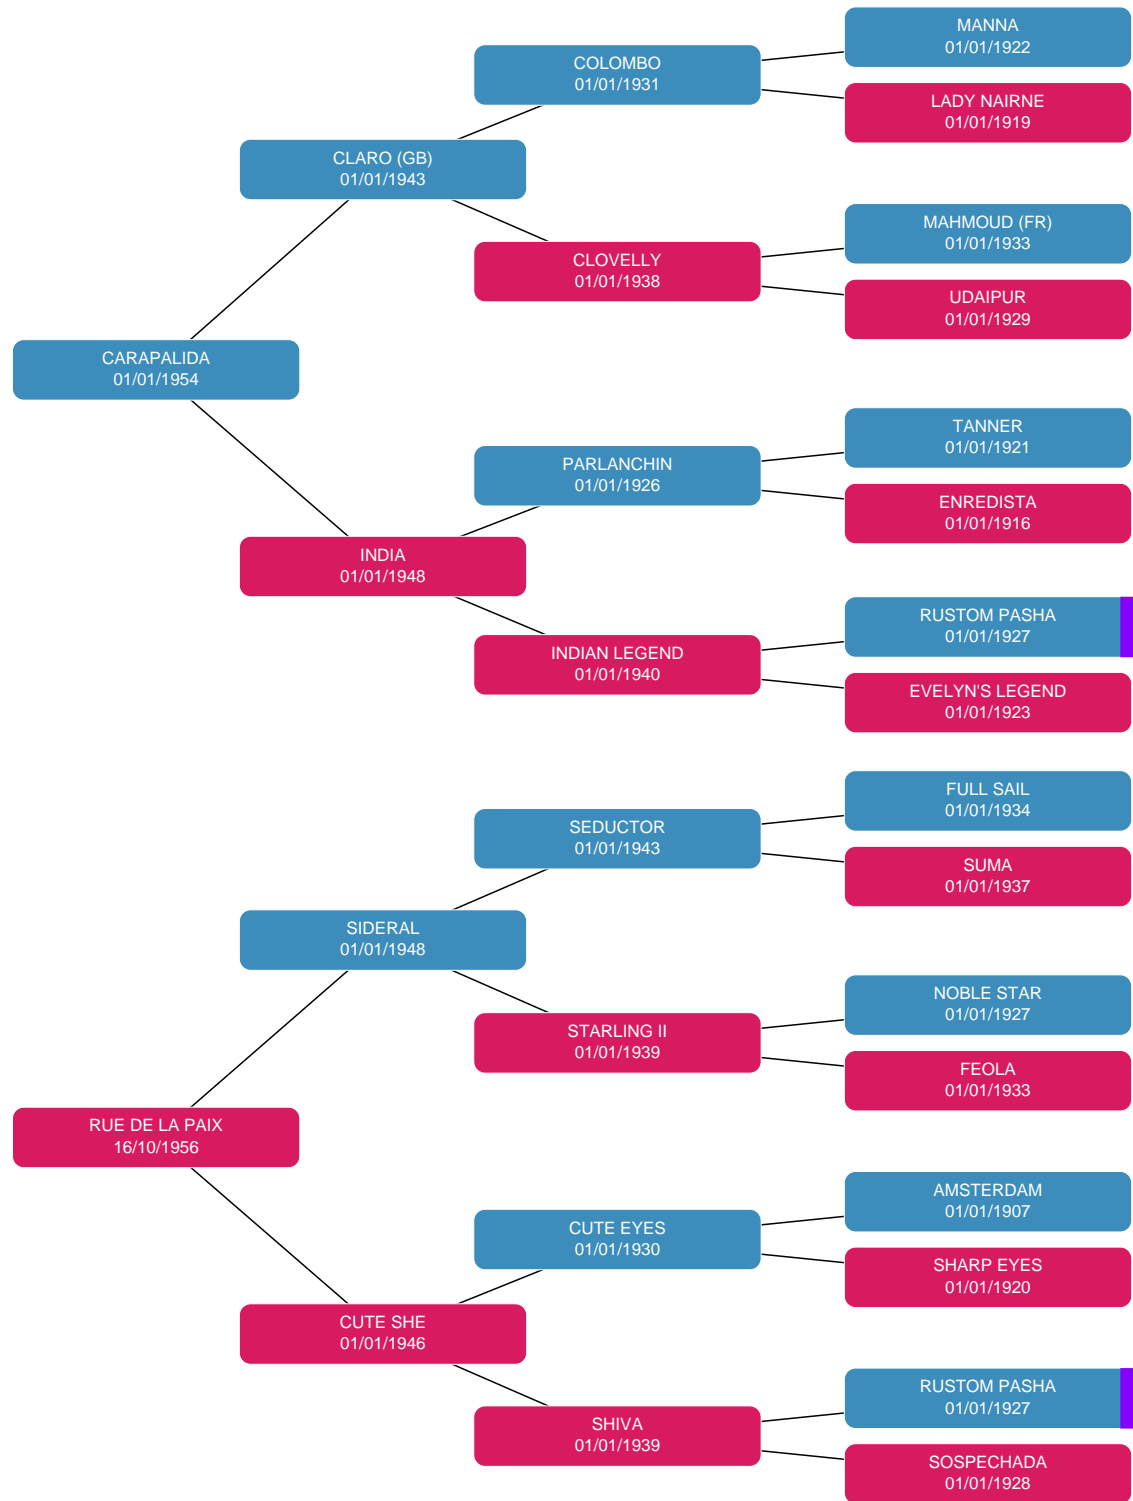 MANNA
01/01/1922
COLOMBO
01/01/1931
LADY NAIRNE
01/01/1919
CLARO (GB)
01/01/1943
MAHMOUD (FR)
01/01/1933
CLOVELLY
01/01/1938
UDAIPUR
01/01/1929
CARAPALIDA
01/01/1954
TANNER
01/01/1921
PARLANCHIN
01/01/1926
ENREDISTA
01/01/1916
INDIA
01/01/1948
RUSTOM PASHA
01/01/1927
INDIAN LEGEND
01/01/1940
EVELYN'S LEGEND
01/01/1923
FULL SAIL
01/01/1934
SEDUCTOR
01/01/1943
SUMA
01/01/1937
SIDERAL
01/01/1948
NOBLE STAR
01/01/1927
STARLING II
01/01/1939
FEOLA
01/01/1933
RUE DE LA PAIX
16/10/1956
AMSTERDAM
01/01/1907
CUTE EYES
01/01/1930
SHARP EYES
01/01/1920
CUTE SHE
01/01/1946
RUSTOM PASHA
01/01/1927
SHIVA
01/01/1939
SOSPECHADA
01/01/1928